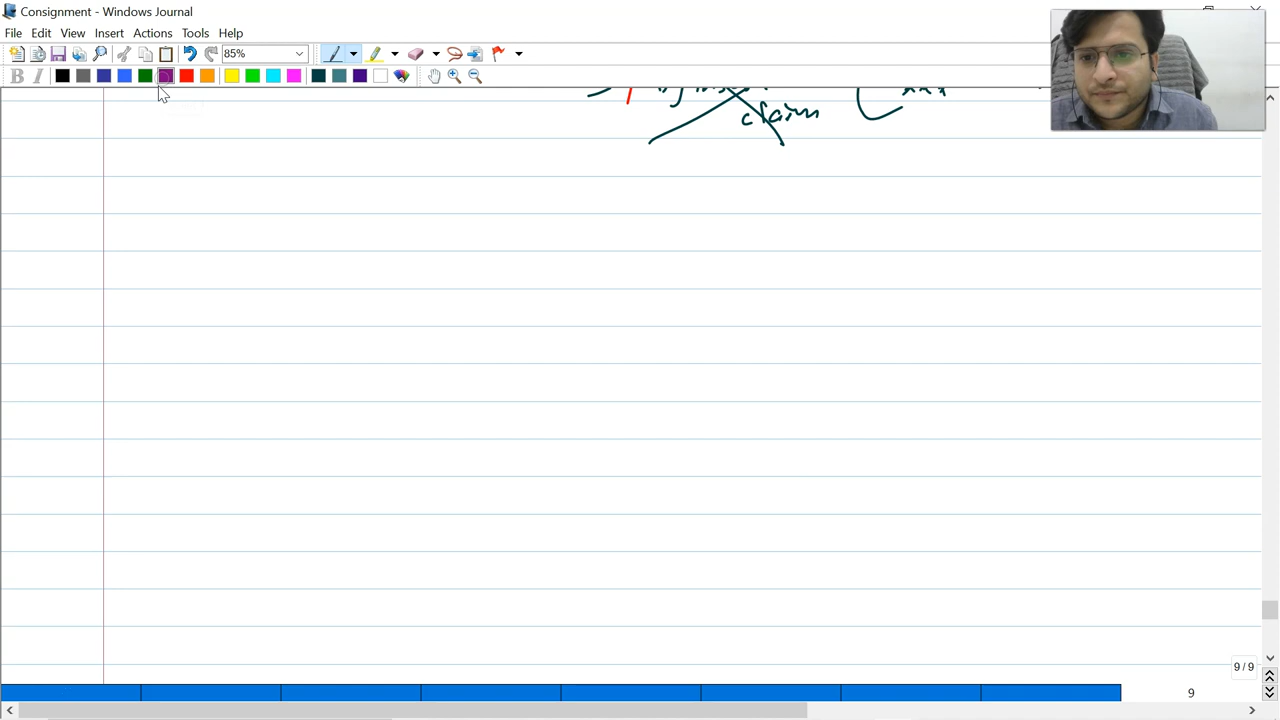 Consignment - Windows Journal
File Edit View Insert Actions Tools Help
85%
B I
claim
9 / 9
9